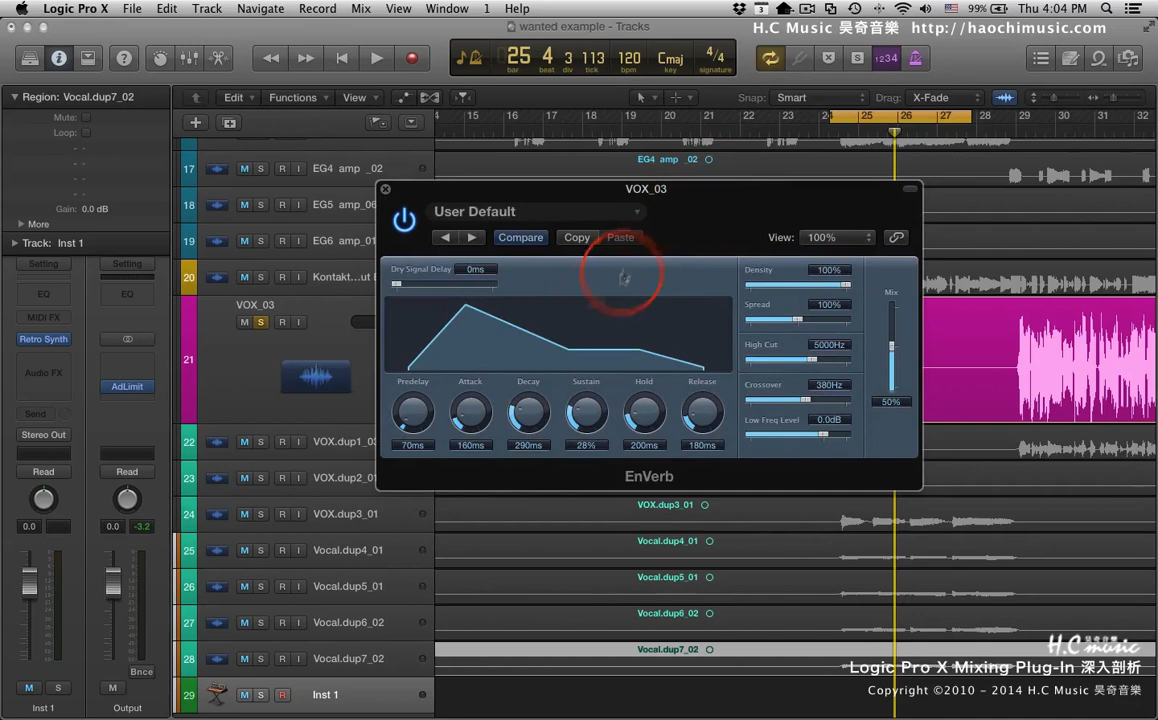 Logic Pro X File Edit Track Navigate Record Mix View Window 1 Help
3 99% Thu 4:04 PM
wanted example - Tracks
H.C Music 昊奇音樂 http://haochimusic.com
25 4 3 113 120 Cmaj 4/4
bar beat div tick bpm key signature
1234
Region: Vocal.dup7_02
Edit Functions View Snap: Smart Drag: X-Fade
Mute:
Loop:
Gain: 0.0 dB
More
Track: Inst 1
14 15 16 17 18 19 20 21 22 23 24 25 26 27 28 29 30 31 32
17 M S R I EG4 amp _02
EG4 amp _02
18 M S R I EG5 amp_06
19 M S R I EG6 amp_01
20 M S R I
21 VOX_03
M S R I
22 M S R I
23 M S R I
24 M S R I VOX.dup3_01
VOX.dup3_01
25 M S R I Vocal.dup4_01
Vocal.dup4_01
26 M S R I Vocal.dup5_01
Vocal.dup5_01
27 M S R I Vocal.dup6_02
Vocal.dup6_02
28 M S R I Vocal.dup7_02
Vocal.dup7_02
29 M S R I Inst 1
Setting Setting
EQ EQ
MIDI FX
Retro Synth
Audio FX
AdLimit
Send
Stereo Out
Read Read
0.0 0.0 -3.2
Bnce
M S M
Inst 1 Output
VOX_03
User Default
Compare Copy Paste View: 100%
Dry Signal Delay 0ms
Predelay Attack Decay Sustain Hold Release
70ms 160ms 290ms 28% 200ms 180ms
Density 100%
Spread 100%
High Cut 5000Hz
Crossover 380Hz
Low Freq Level 0.0dB
Mix
50%
EnVerb
H.C music
昊奇音樂
Logic Pro X Mixing Plug-In 深入剖析
Copyright ©2010 - 2014 H.C Music 昊奇音樂